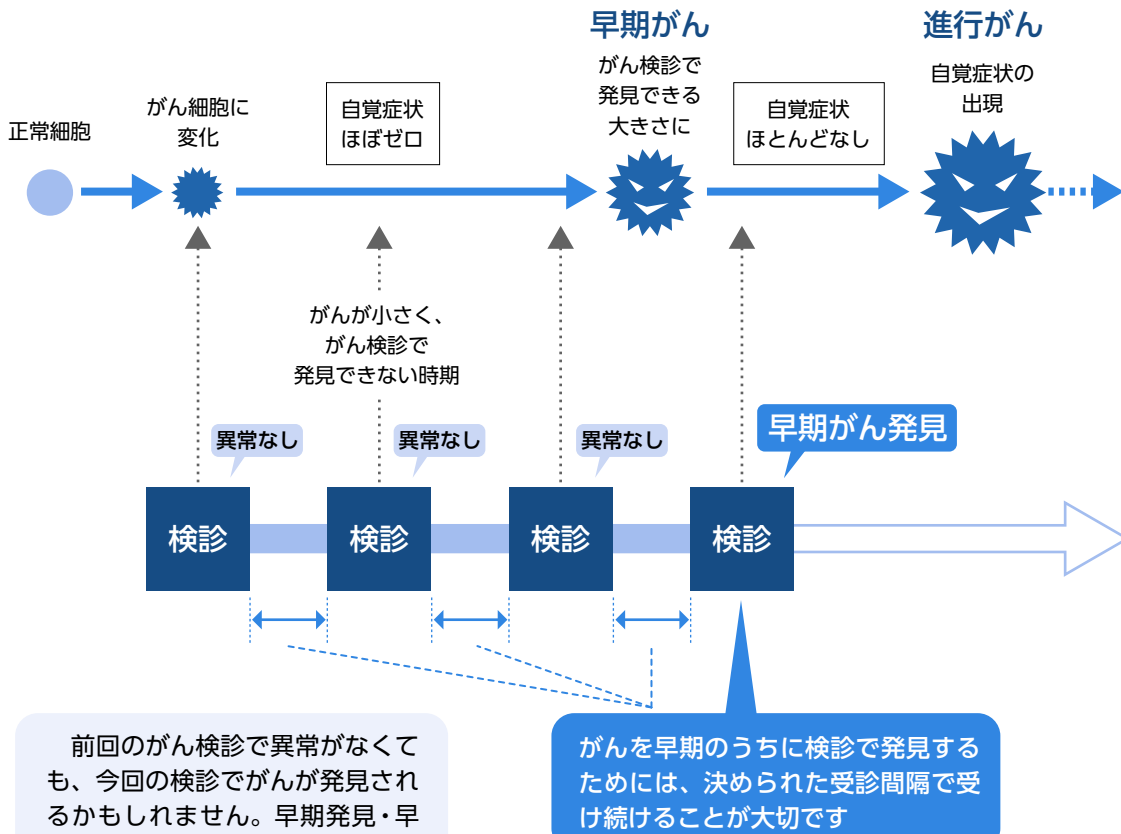 早期がん
進行がん
正常細胞
がん細胞に
変化
自覚症状
ほぼゼロ
がん検診で
発見できる
大きさに
自覚症状
ほとんどなし
自覚症状の
出現
がんが小さく、
がん検診で
発見できない時期
異常なし
異常なし
異常なし
早期がん発見
検診
検診
検診
検診
前回のがん検診で異常がなくて
も、今回の検診でがんが発見され
るかもしれません。早期発見・早
がんを早期のうちに検診で発見する
ためには、決められた受診間隔で受
け続けることが大切です